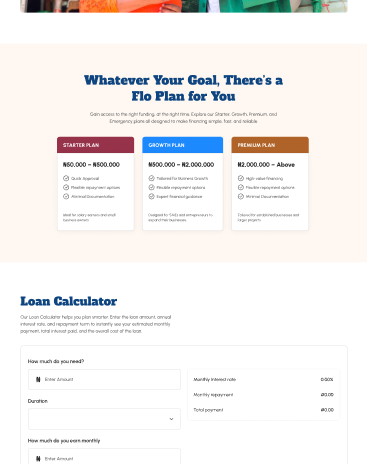 Whatever Your Goal, There's a
Flo Plan for You
Gain access to the right funding, at the right time. Explore our Starter, Growth, Premium, and
Emergency plans all designed to make financing simple, fast, and reliable.
STARTER PLAN
₦50,000 – ₦500,000
Quick Approval
Flexible repayment options
Minimal Documentation
Ideal for salary earners and small
business owners
GROWTH PLAN
₦500,000 – ₦2,000,000
Tailored for Business Growth
Flexible repayment options
Expert financial guidance
Designed for SMEs and entrepreneurs to
expand their businesses
PREMIUM PLAN
₦2,000,000 – Above
High-value Financing
Flexible repayment options
Minimal Documentation
Tailored for established businesses and
larger projects
Loan Calculator
Our Loan Calculator helps you plan smarter. Enter the loan amount, annual
interest rate, and repayment term to instantly see your estimated monthly
payment, total interest paid, and the overall cost of the loan.
How much do you need?
₦ Enter Amount
Duration
How much do you earn monthly
₦ Enter Amount
Monthly interest rate 0.00%
Monthly repayment ₦0.00
Total payment ₦0.00